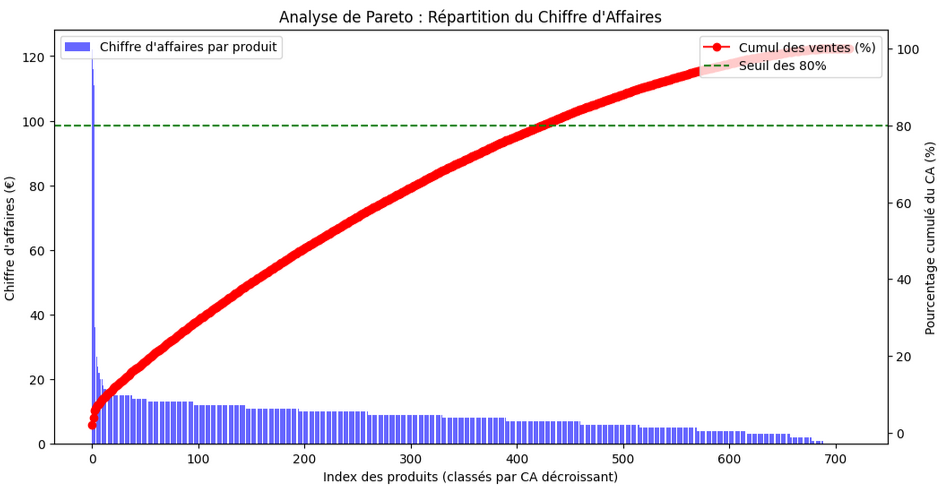 Analyse de Pareto : Répartition du Chiffre d'Affaires
Chiffre d'affaires par produit
Cumul des ventes (%)
Seuil des 80%
Chiffre d'affaires (€)
120
100
80
60
40
20
0
Pourcentage cumulé du CA (%)
100
80
60
40
20
0
0 100 200 300 400 500 600 700
Index des produits (classés par CA décroissant)